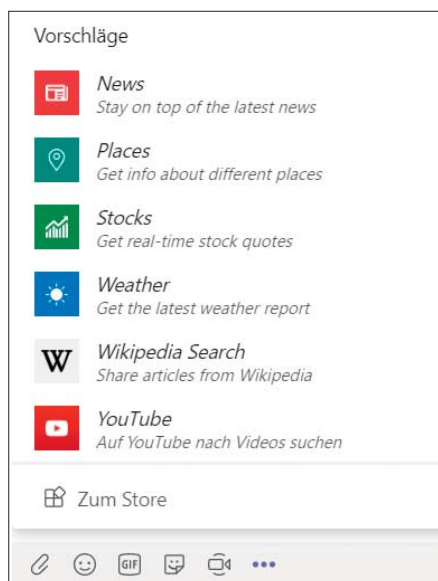 Vorschläge
News
Stay on top of the latest news
Places
Get info about different places
Stocks
Get real-time stock quotes
Weather
Get the latest weather report
W
Wikipedia Search
Share articles from Wikipedia
YouTube
Auf YouTube nach Videos suchen
Zum Store
GIF